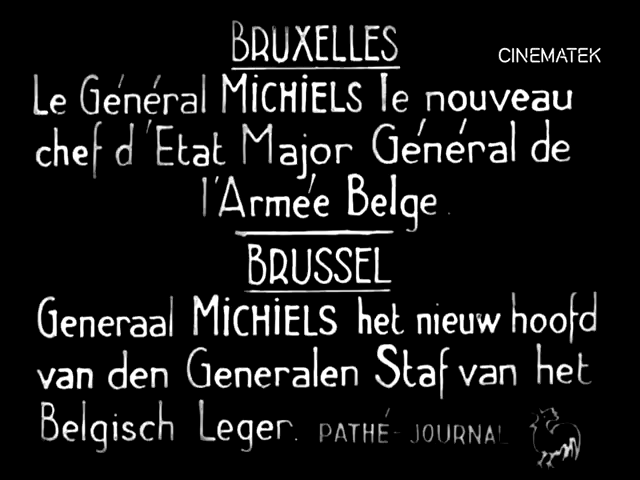 BRUXELLES
CINEMATEK
Le Général MICHIELS le nouveau
chef d'Etat Major Général de
l'Armée Belge.
BRUSSEL
Generaal MICHIELS het nieuw hoofd
van den Generalen Staf van het
Belgisch Leger. PATHÉ-JOURNAL